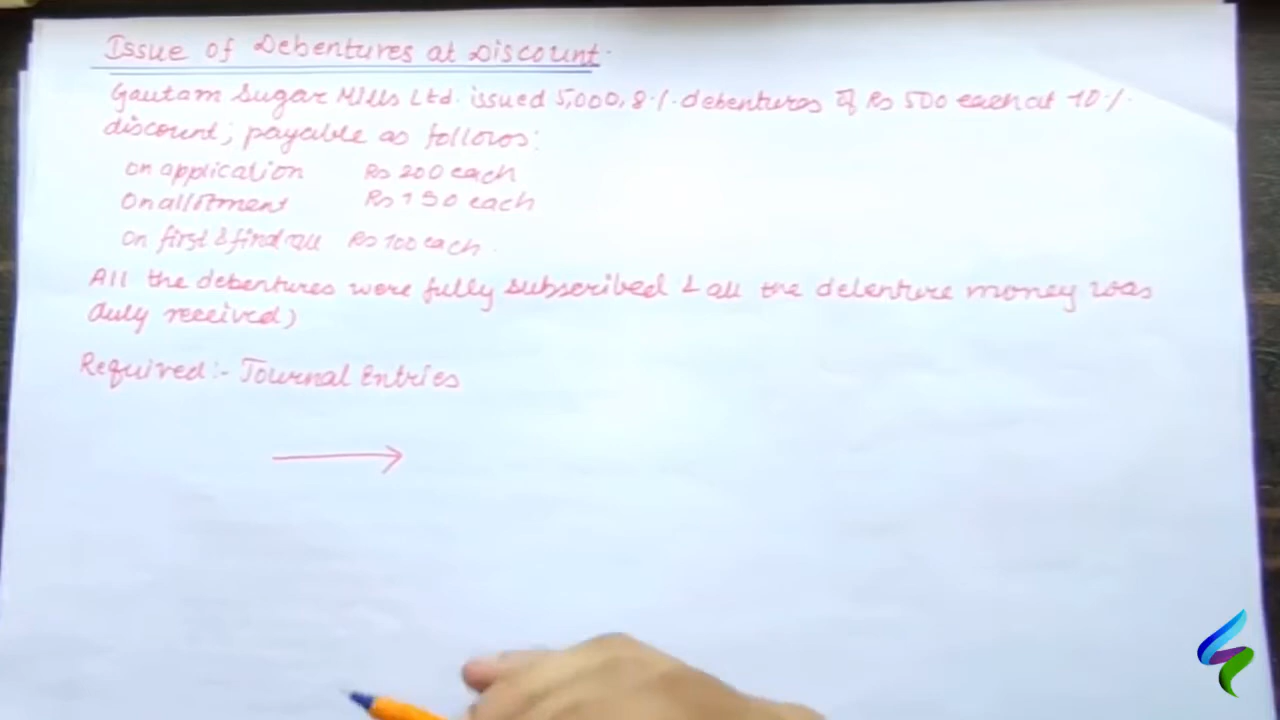 Issue of Debentures at Discount.
Gautam Sugar Mills Ltd. issued 5,000, 8% debentures of Rs 500 each at 10%
discount; payable as follows:
on application Rs 200 each
On allotment Rs 150 each
On first & final call Rs 100 each.
All the debentures were fully subscribed & all the debenture money was
duly received)
Required:- Journal Entries